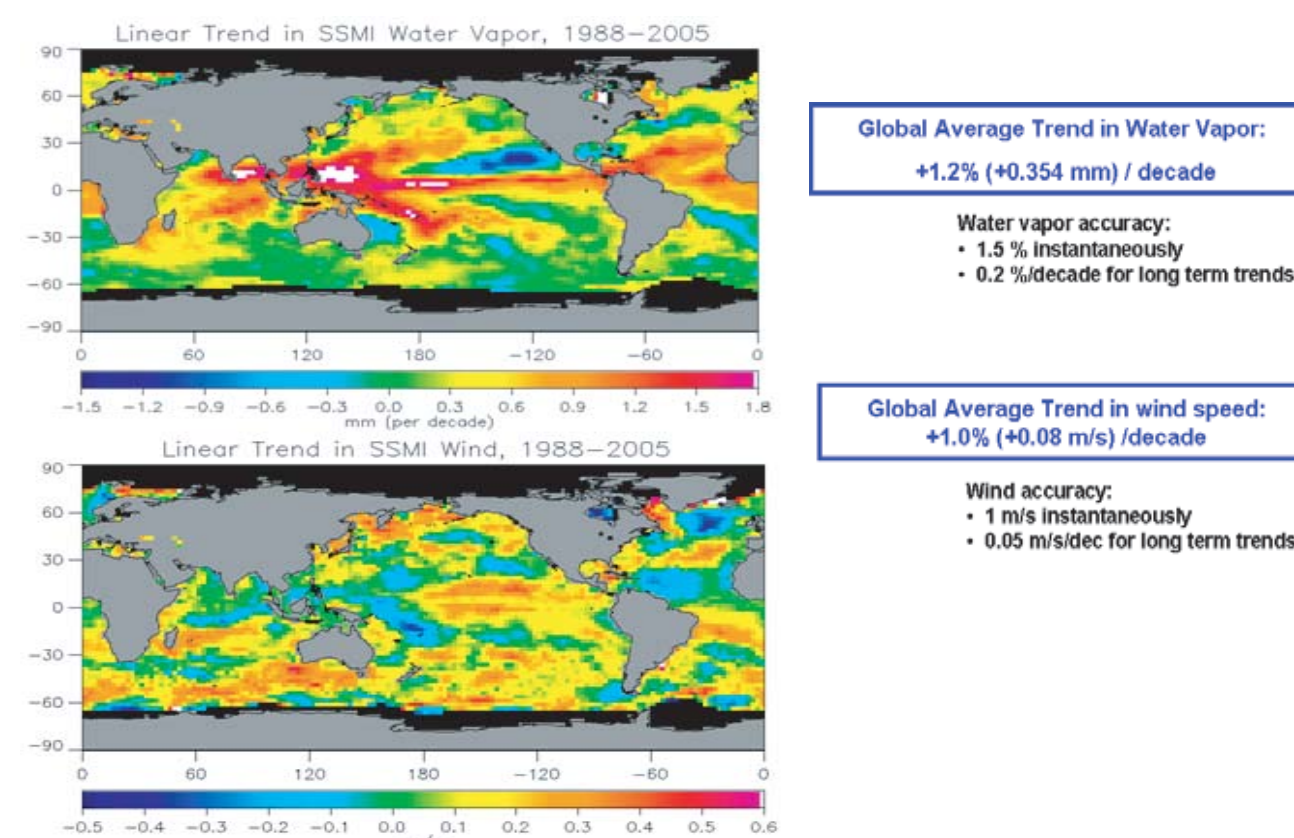 Linear Trend in SSMI Water Vapor, 1988-2005
90
60
30
0
-30
-60
-90
0 60 120 180 -120 -60 0
-1.5 -1.2 -0.9 -0.6 -0.3 0.0 0.3 0.6 0.9 1.2 1.5 1.8
mm (per decade)
Global Average Trend in Water Vapor:
+1.2% (+0.354 mm) / decade
Water vapor accuracy:
• 1.5 % instantaneously
• 0.2 %/decade for long term trends
Linear Trend in SSMI Wind, 1988-2005
90
60
30
0
-30
-60
-90
0 60 120 180 -120 -60 0
-0.5 -0.4 -0.3 -0.2 -0.1 0.0 0.1 0.2 0.3 0.4 0.5 0.6
Global Average Trend in wind speed:
+1.0% (+0.08 m/s) /decade
Wind accuracy:
• 1 m/s instantaneously
• 0.05 m/s/dec for long term trends